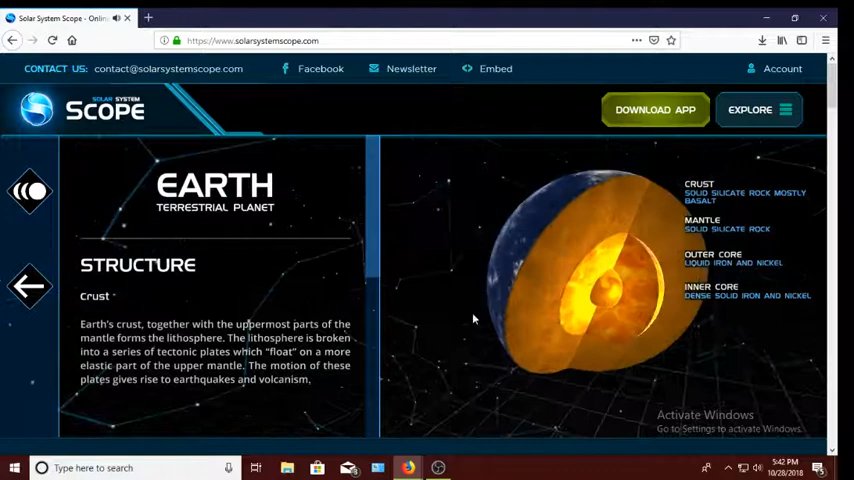 Solar System Scope - Onlin
https://www.solarsystemscope.com
CONTACT US: contact@solarsystemscope.com
Facebook
Newsletter
Embed
Account
SOLAR SYSTEM
SCOPE
DOWNLOAD APP
EXPLORE
EARTH
TERRESTRIAL PLANET
STRUCTURE
Crust
Earth's crust, together with the uppermost parts of the
mantle forms the lithosphere. The lithosphere is broken
into a series of tectonic plates which "float" on a more
elastic part of the upper mantle. The motion of these
plates gives rise to earthquakes and volcanism.
CRUST
SOLID SILICATE ROCK MOSTLY
BASALT
MANTLE
SOLID SILICATE ROCK
OUTER CORE
LIQUID IRON AND NICKEL
INNER CORE
DENSE SOLID IRON AND NICKEL
Activate Windows
Go to Settings to activate Windows.
Type here to search
5:42 PM
10/28/2018